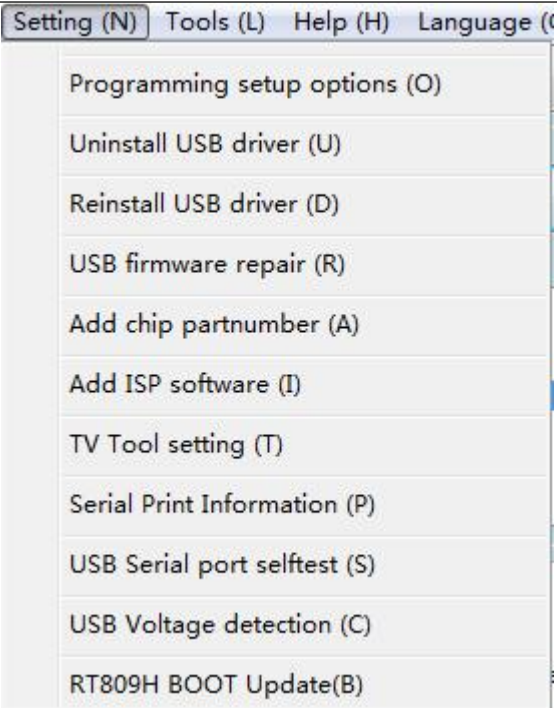 Setting (N) Tools (L) Help (H) Language (
Programming setup options (O)
Uninstall USB driver (U)
Reinstall USB driver (D)
USB firmware repair (R)
Add chip partnumber (A)
Add ISP software (I)
TV Tool setting (T)
Serial Print Information (P)
USB Serial port selftest (S)
USB Voltage detection (C)
RT809H BOOT Update(B)